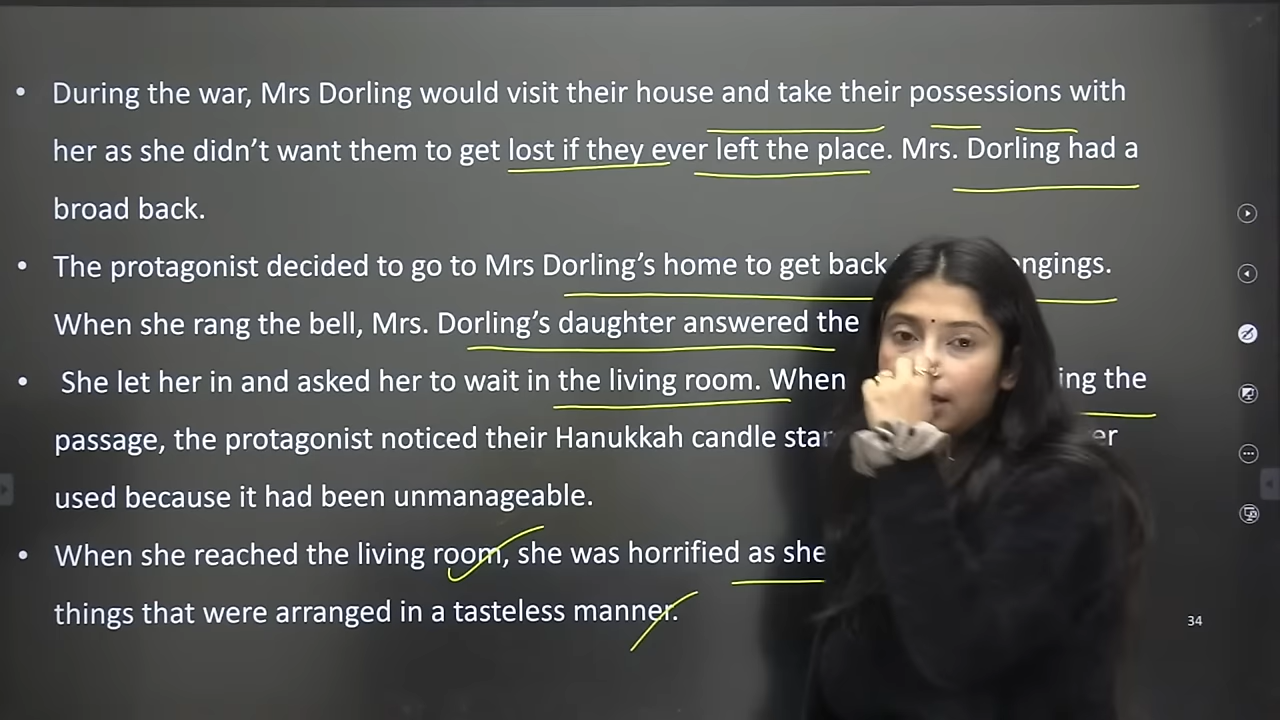 • During the war, Mrs Dorling would visit their house and take their possessions with
her as she didn't want them to get lost if they ever left the place. Mrs. Dorling had a
broad back.
• The protagonist decided to go to Mrs Dorling's home to get back ngings.
When she rang the bell, Mrs. Dorling's daughter answered the
• She let her in and asked her to wait in the living room. When ing the
passage, the protagonist noticed their Hanukkah candle er
used because it had been unmanageable.
• When she reached the living room, she was horrified as she
things that were arranged in a tasteless manner.
34